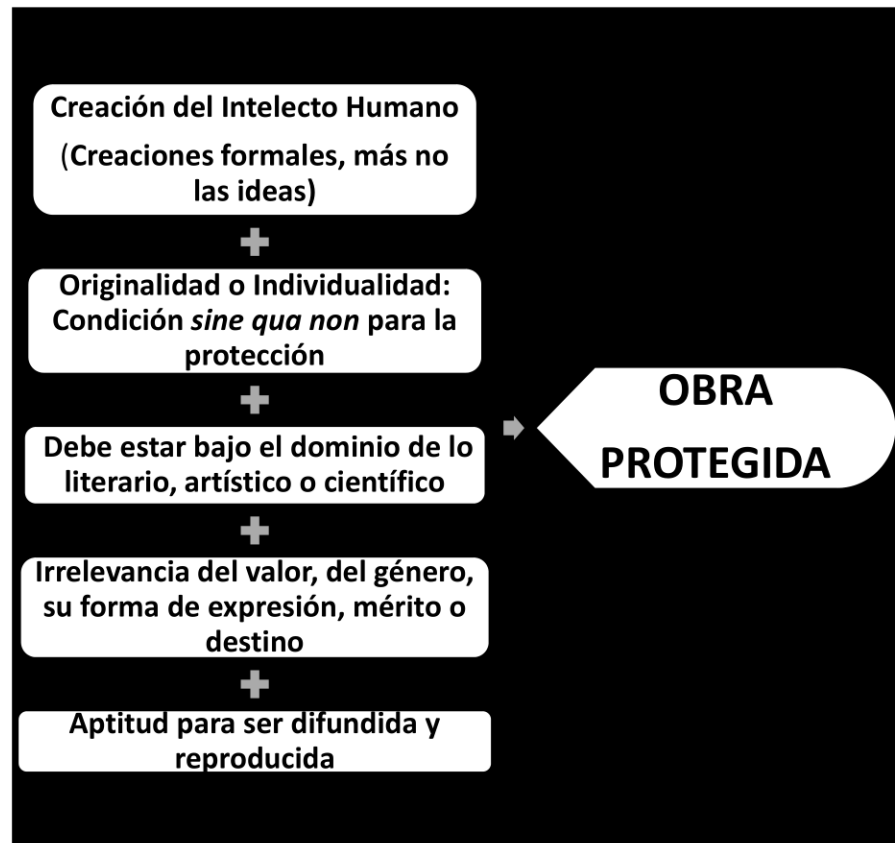 Creación del Intelecto Humano
(Creaciones formales, más no
las ideas)
Originalidad o Individualidad:
Condición sine qua non para la
protección
Debe estar bajo el dominio de lo
literario, artístico o científico
Irrelevancia del valor, del género,
su forma de expresión, mérito o
destino
Aptitud para ser difundida y
reproducida
OBRA
PROTEGIDA